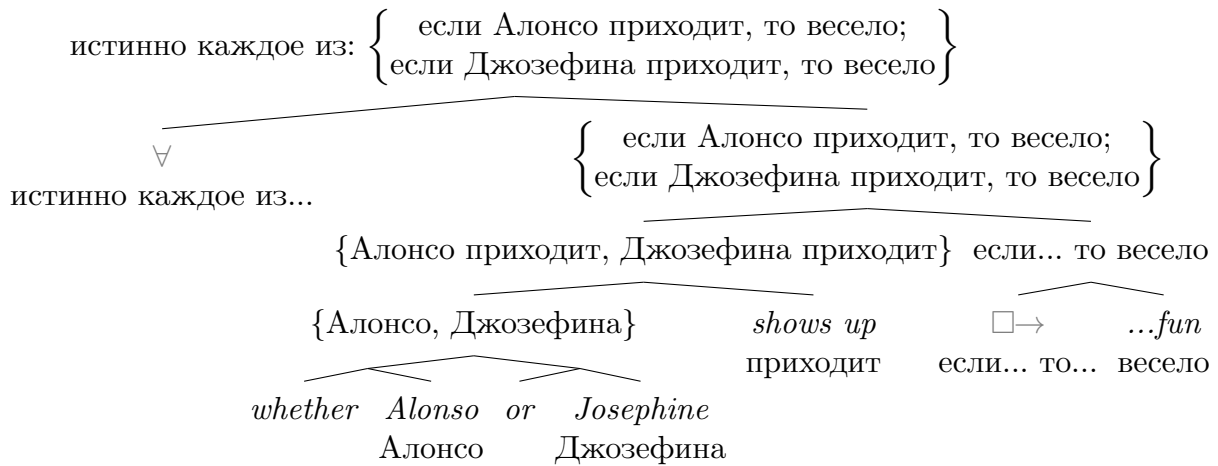 истинно каждое из: { если Алонсо приходит, то весело;
если Джозефина приходит, то весело }
∀
истинно каждое из...
{ если Алонсо приходит, то весело;
если Джозефина приходит, то весело }
{Алонсо приходит, Джозефина приходит} если... то весело
{Алонсо, Джозефина} shows up □→ ...fun
приходит если... то... весело
whether Alonso or Josephine
Алонсо Джозефина